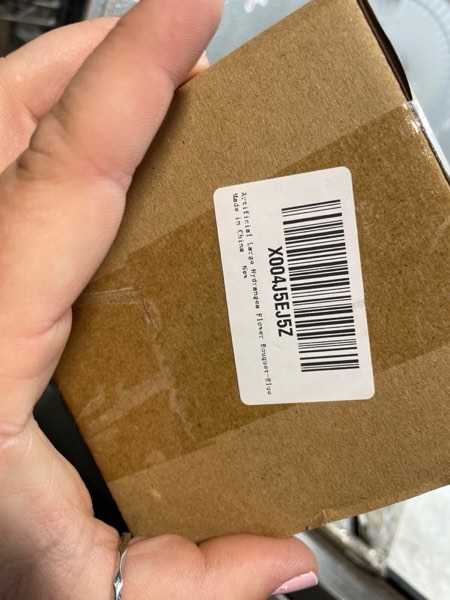 X004J5EJ5Z
Artificial Large Hydrangea Flower Bouquet-Blue
Made in China   New